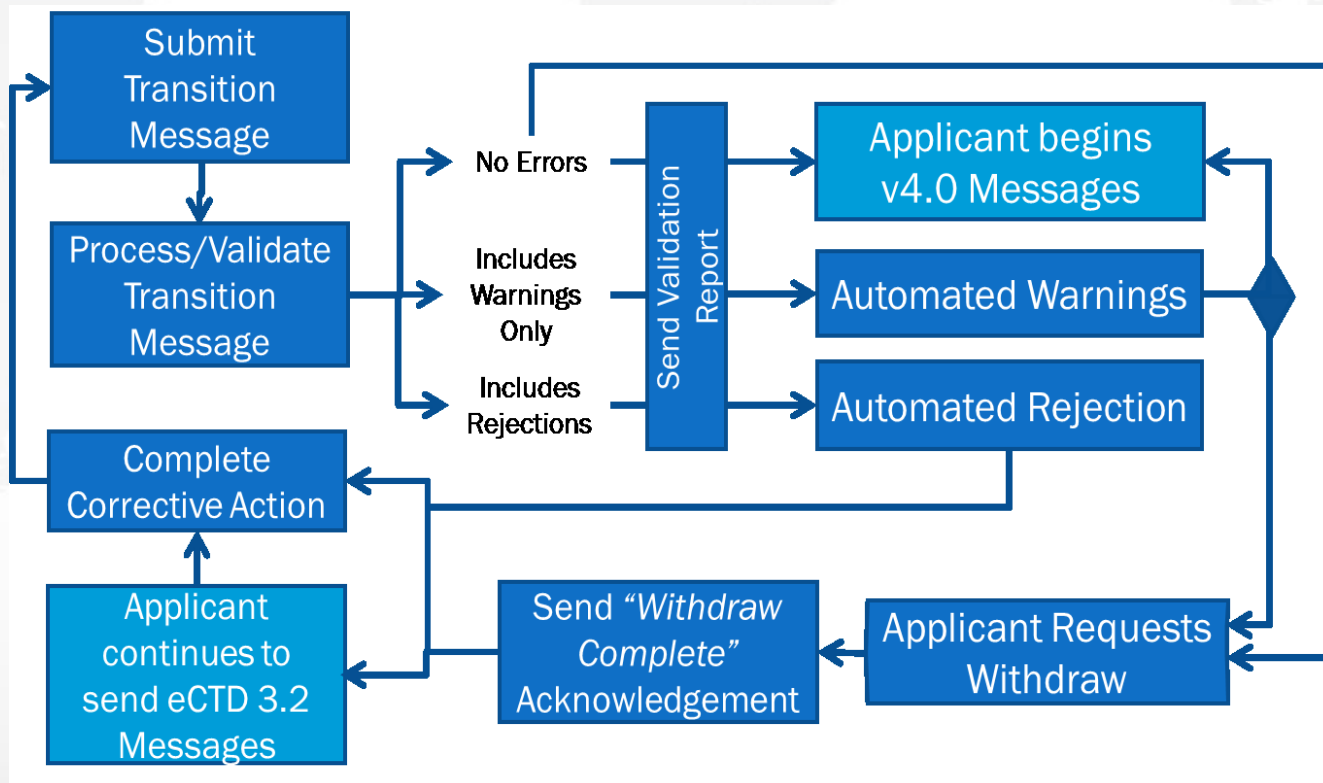 Submit
Transition
Message
Process/Validate
Transition
Message
No Errors
Includes
Warnings
Only
Includes
Rejections
Send Validation
Report
Applicant begins
v4.0 Messages
Automated Warnings
Automated Rejection
Complete
Corrective Action
Applicant
continues to
send eCTD 3.2
Messages
Send “Withdraw
Complete”
Acknowledgement
Applicant Requests
Withdraw